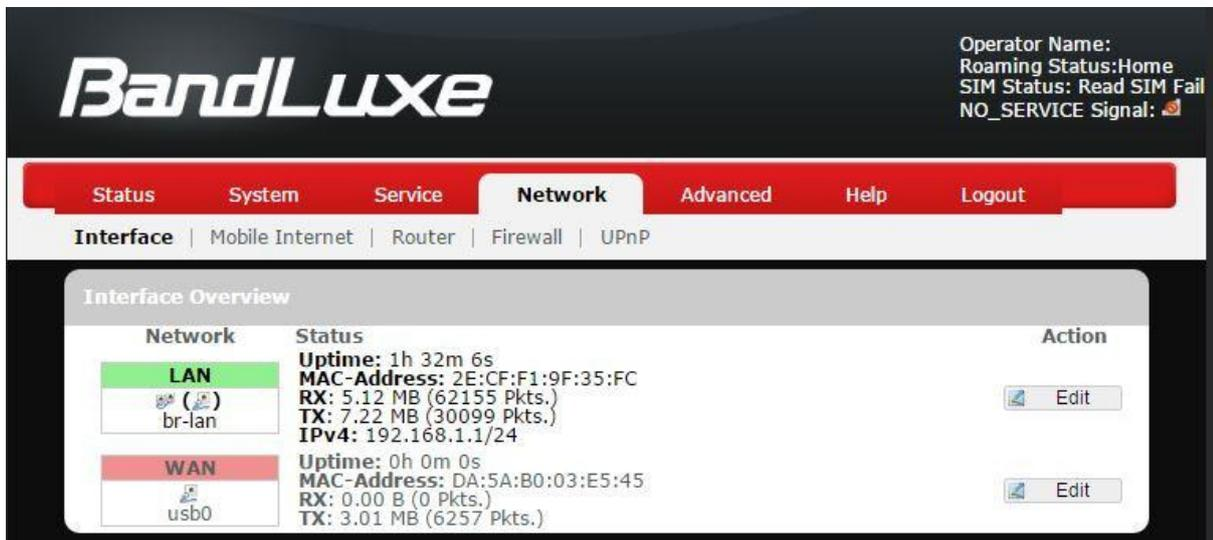 BandLuxe
Operator Name:
Roaming Status:Home
SIM Status: Read SIM Fail
NO_SERVICE Signal:
Status System Service Network Advanced Help Logout
Interface | Mobile Internet | Router | Firewall | UPnP
Interface Overview
Network Status Action
LAN
br-lan
Uptime: 1h 32m 6s
MAC-Address: 2E:CF:F1:9F:35:FC
RX: 5.12 MB (62155 Pkts.)
TX: 7.22 MB (30099 Pkts.)
IPv4: 192.168.1.1/24
Edit
WAN
usb0
Uptime: 0h 0m 0s
MAC-Address: DA:5A:B0:03:E5:45
RX: 0.00 B (0 Pkts.)
TX: 3.01 MB (6257 Pkts.)
Edit